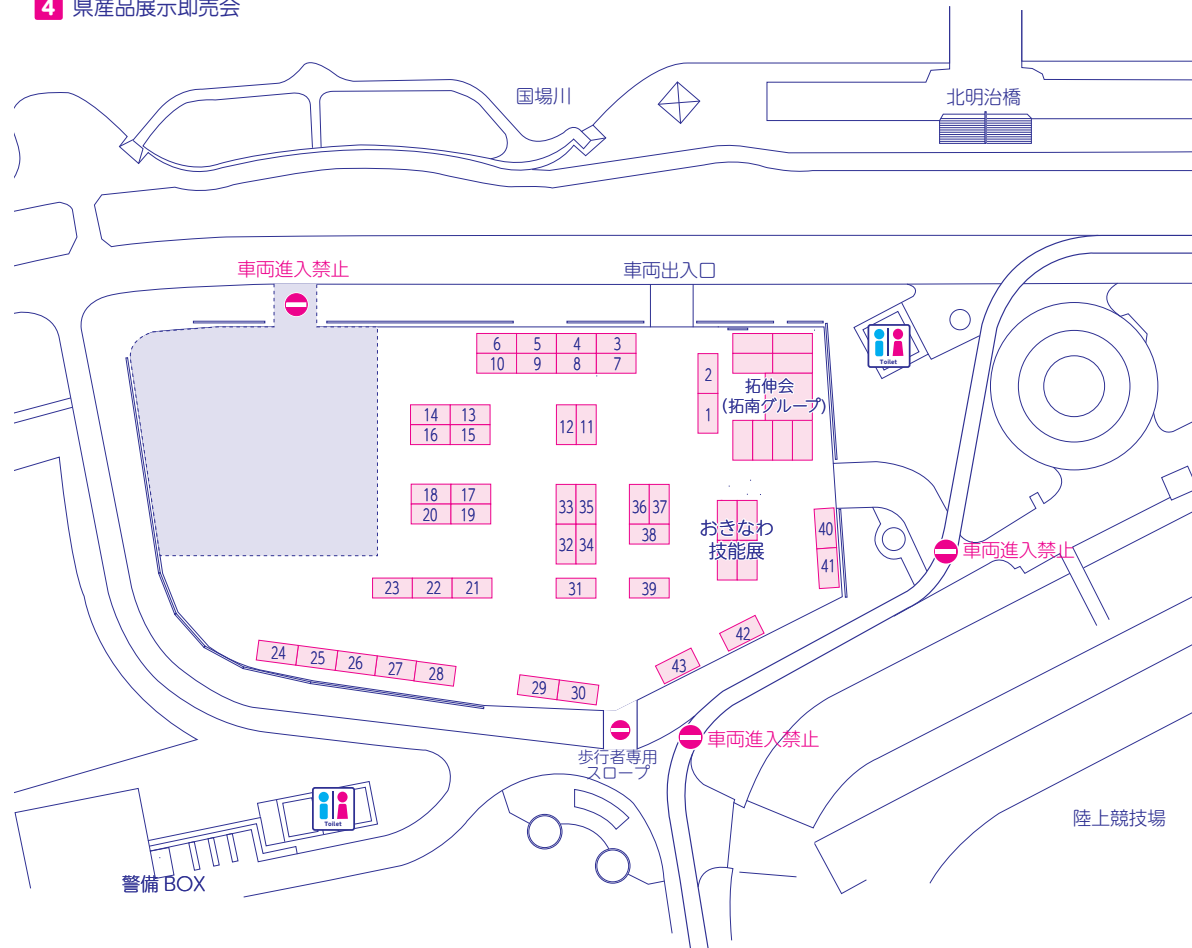 4 県産品展示即売会
国場川
北明治橋
車両進入禁止
車両出入口
6 5 4 3
10 9 8 7
2
1
拓伸会
(拓南グループ)
Toilet
14 13
16 15
12 11
18 17
20 19
33 35
32 34
36 37
38
おきなわ
技能展
40
41
車両進入禁止
23 22 21
31
39
42
43
24 25 26 27 28
29 30
歩行者専用
スロープ
車両進入禁止
Toilet
警備 BOX
陸上競技場